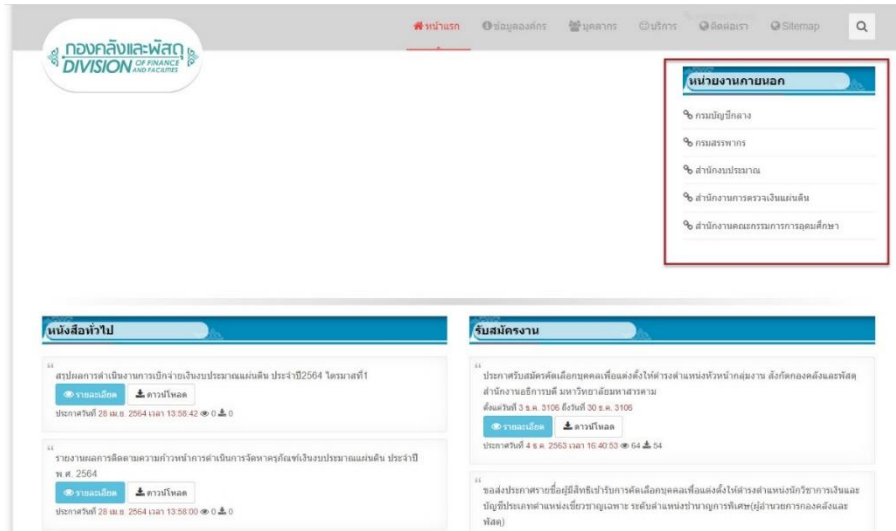 หน้าแรก ข้อมูลองค์กร บุคลากร บริการ ติดต่อเรา Sitemap
กองคลังและพัสดุ
DIVISION OF FINANCE AND FACILITIES
หน่วยงานภายนอก
กรมบัญชีกลาง
กรมสรรพากร
สำนักงบประมาณ
สำนักงานการตรวจเงินแผ่นดิน
สำนักงานคณะกรรมการการอุดมศึกษา
หนังสือทั่วไป
สรุปผลการดำเนินงานการเบิกจ่ายเงินงบประมาณแผ่นดิน ประจำปี2564 ไตรมาสที่1
รายละเอียด ดาวน์โหลด
ประกาศวันที่ 28 เม.ย. 2564 เวลา 13:58:42 0 0
รายงานผลการติดตามความก้าวหน้าการดำเนินการจัดหาครุภัณฑ์เงินงบประมาณแผ่นดิน ประจำปี
พ.ศ. 2564
รายละเอียด ดาวน์โหลด
ประกาศวันที่ 28 เม.ย. 2564 เวลา 13:58:00 0 0
รับสมัครงาน
ประกาศรับสมัครคัดเลือกบุคคลเพื่อแต่งตั้งให้ดำรงตำแหน่งหัวหน้ากลุ่มงาน สังกัดกองคลังและพัสดุ
สำนักงานอธิการบดี มหาวิทยาลัยมหาสารคาม
ตั้งแต่วันที่ 3 ธ.ค. 3106 ถึงวันที่ 30 ธ.ค. 3106
รายละเอียด ดาวน์โหลด
ประกาศวันที่ 4 ธ.ค. 2563 เวลา 16:40:53 64 54
ขอส่งประกาศรายชื่อผู้มีสิทธิเข้ารับการคัดเลือกบุคคลเพื่อแต่งตั้งให้ดำรงตำแหน่งนักวิชาการเงินและ
บัญชีประเภทตำแหน่งเชี่ยวชาญเฉพาะ ระดับตำแหน่งชำนาญการพิเศษ(ผู้อำนวยการกองคลังและ
พัสดุ)